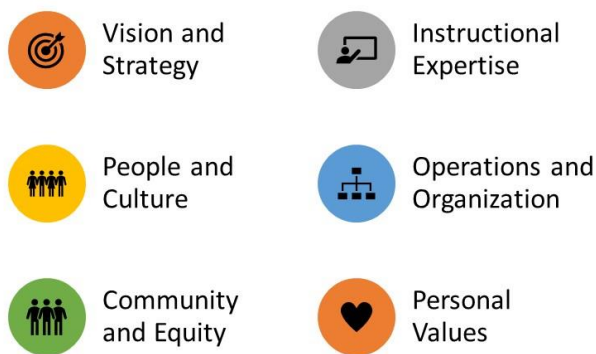 Vision and
Strategy
Instructional
Expertise
People and
Culture
Operations and
Organization
Community
and Equity
Personal
Values